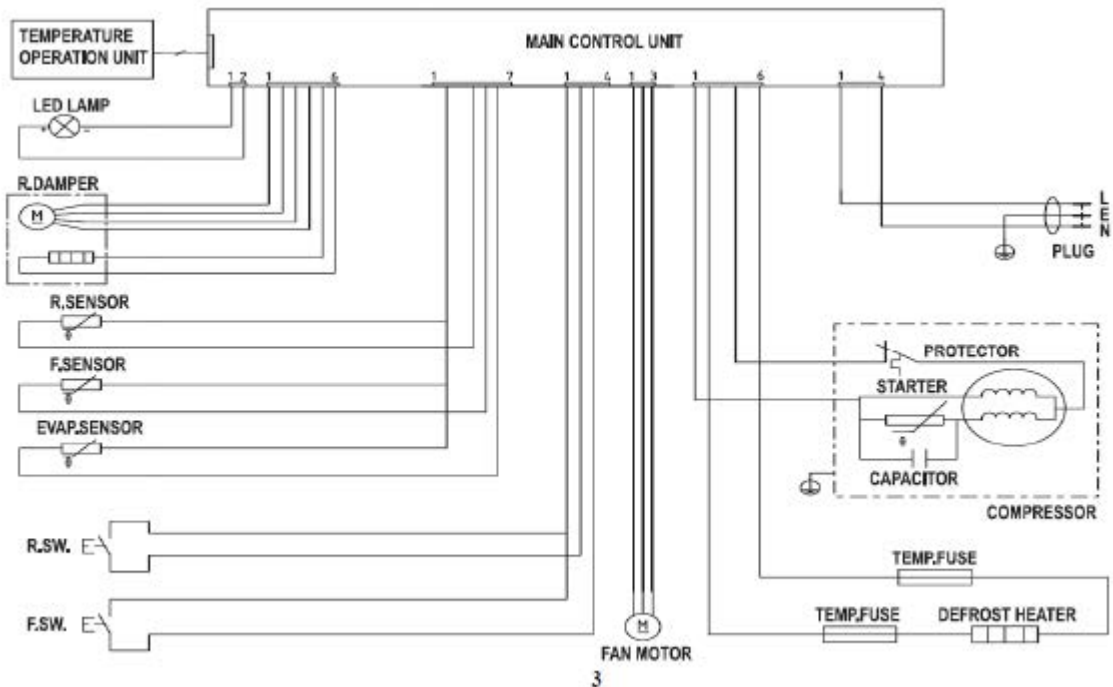 TEMPERATURE
OPERATION UNIT
MAIN CONTROL UNIT
1 2 1 6 1 7 1 4 1 3 1 6 1 4
LED LAMP
+ -
R.DAMPER
M
L
E
N
PLUG
R.SENSOR
F.SENSOR
EVAP.SENSOR
PROTECTOR
STARTER
CAPACITOR
COMPRESSOR
R.SW.
F.SW.
M
FAN MOTOR
TEMP.FUSE
TEMP.FUSE
DEFROST HEATER
3